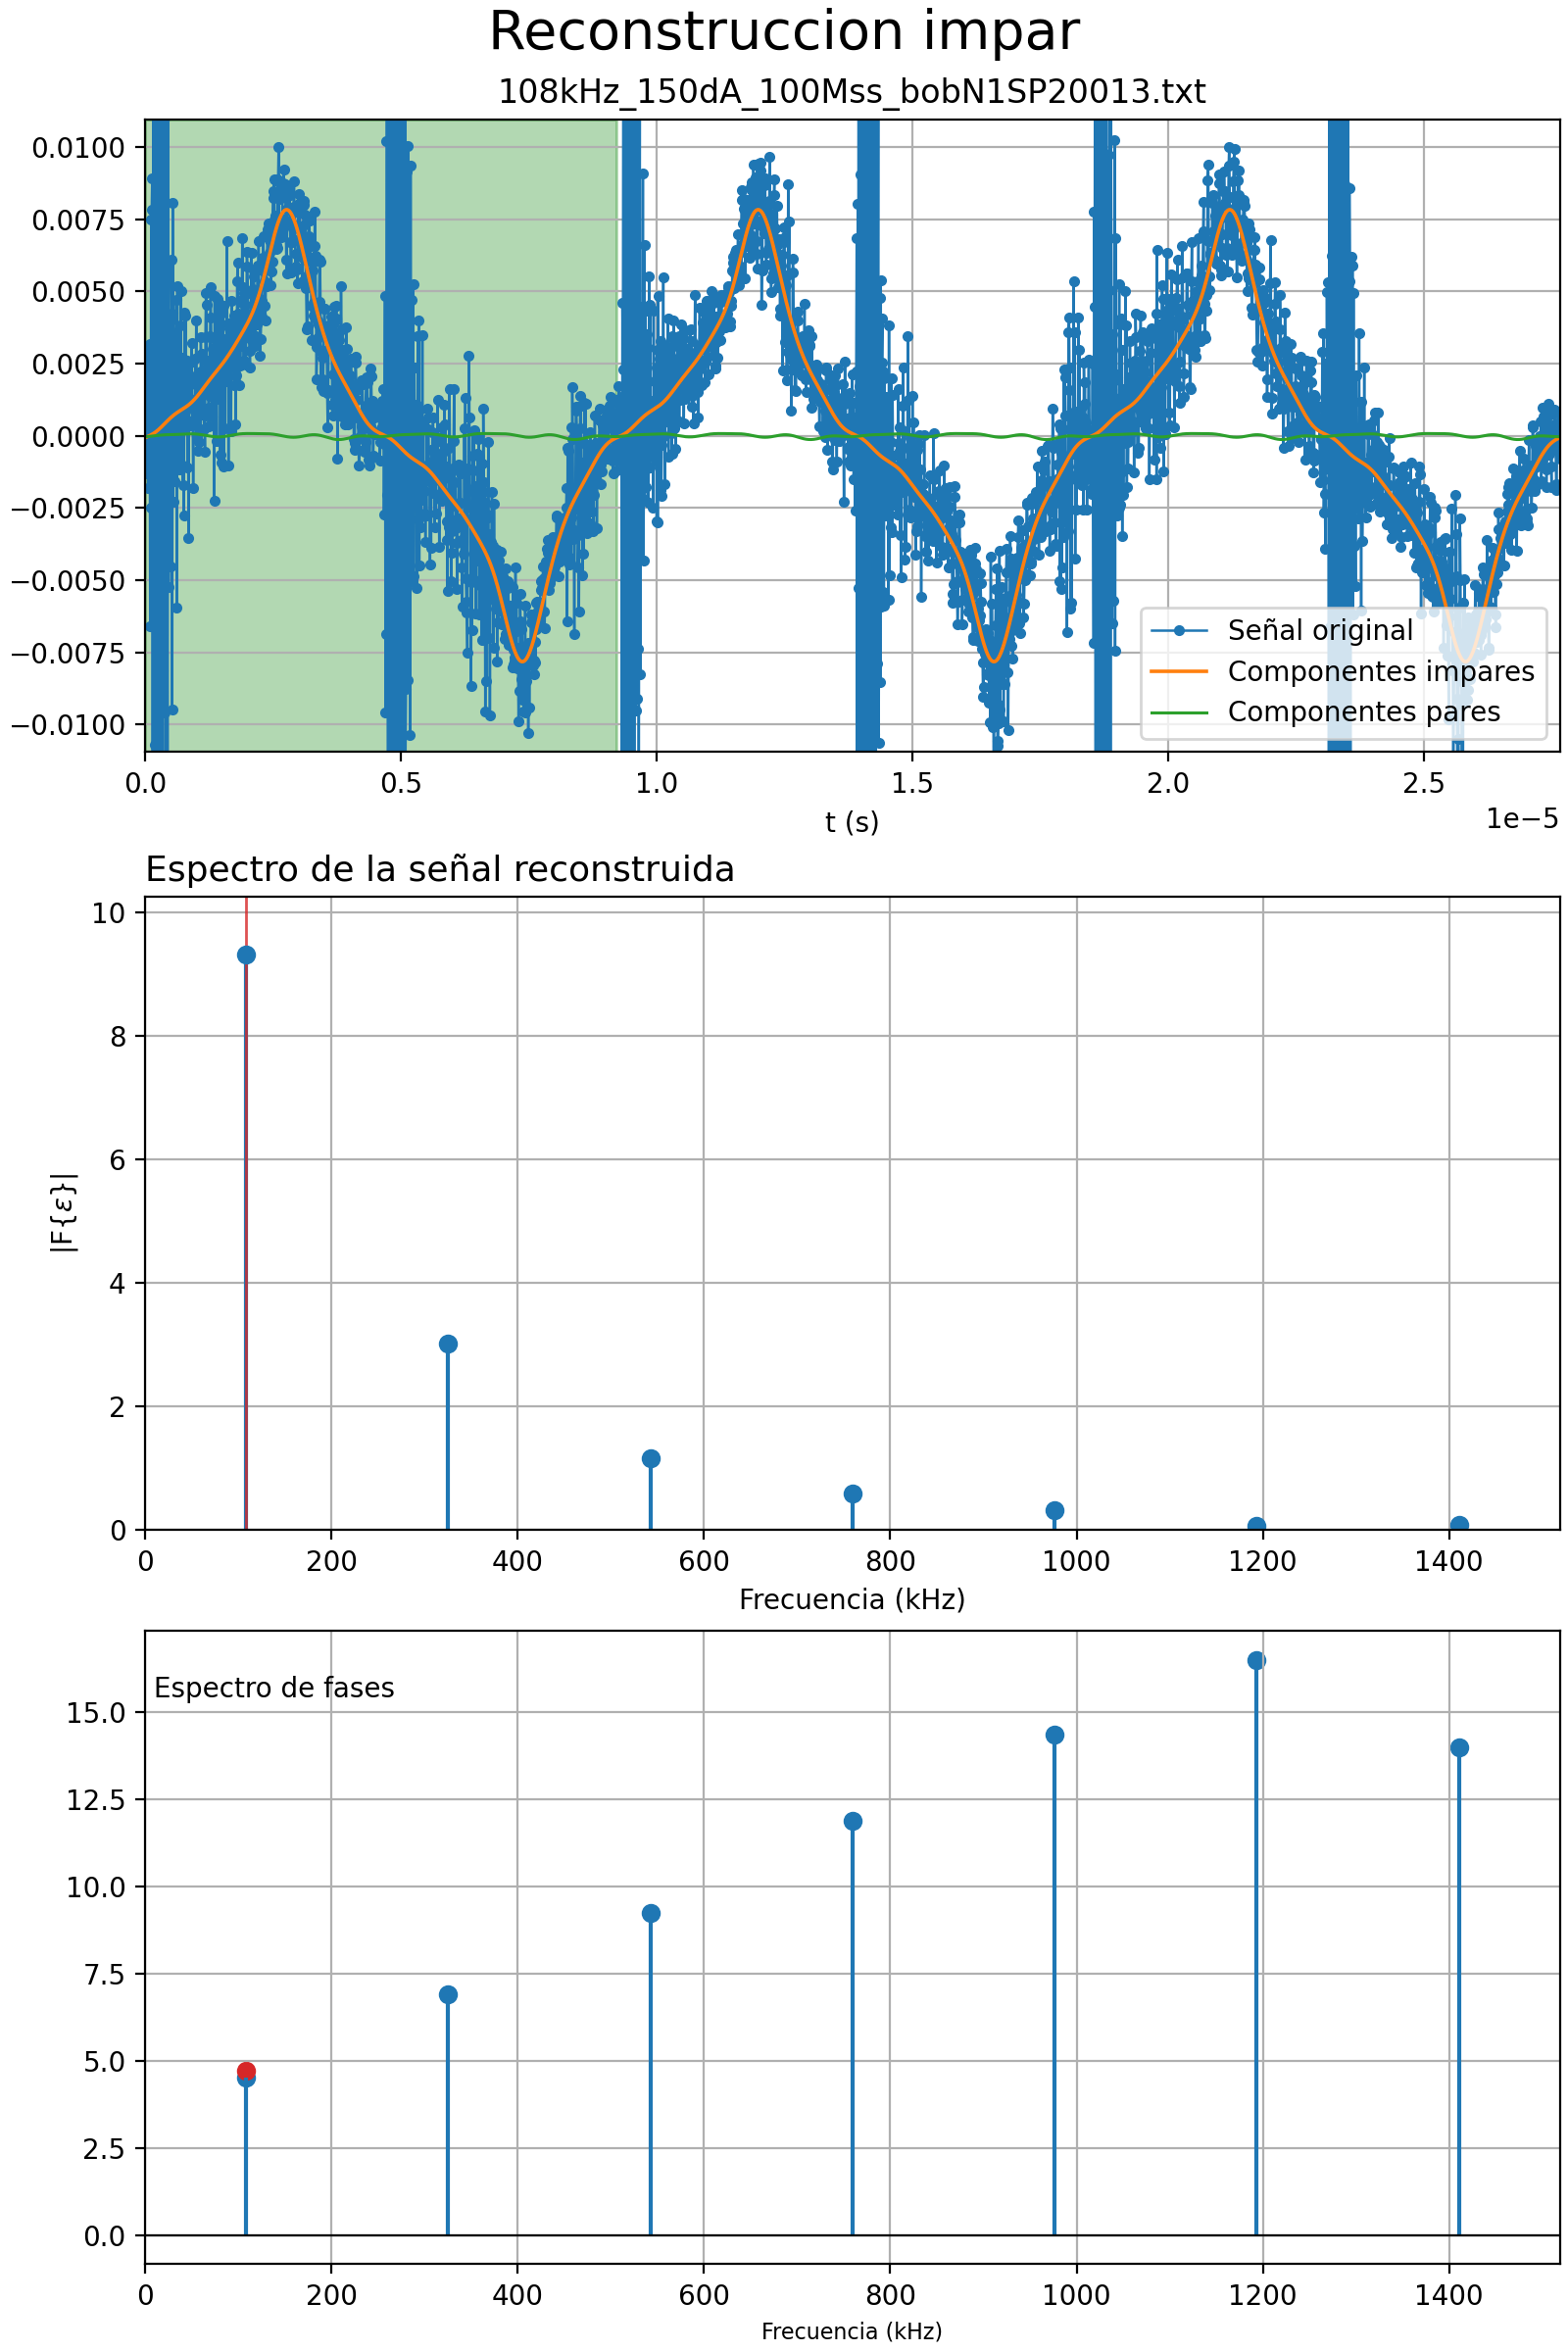 Reconstruccion impar
108kHz_150dA_100Mss_bobN1SP20013.txt
0.0100
0.0075
0.0050
0.0025
0.0000
−0.0025
−0.0050
−0.0075
−0.0100
Señal original
Componentes impares
Componentes pares
0.0 0.5 1.0 1.5 2.0 2.5
t (s)
1e−5
Espectro de la señal reconstruida
10
8
6
4
2
0
|F{ε}|
0 200 400 600 800 1000 1200 1400
Frecuencia (kHz)
Espectro de fases
15.0
12.5
10.0
7.5
5.0
2.5
0.0
0 200 400 600 800 1000 1200 1400
Frecuencia (kHz)